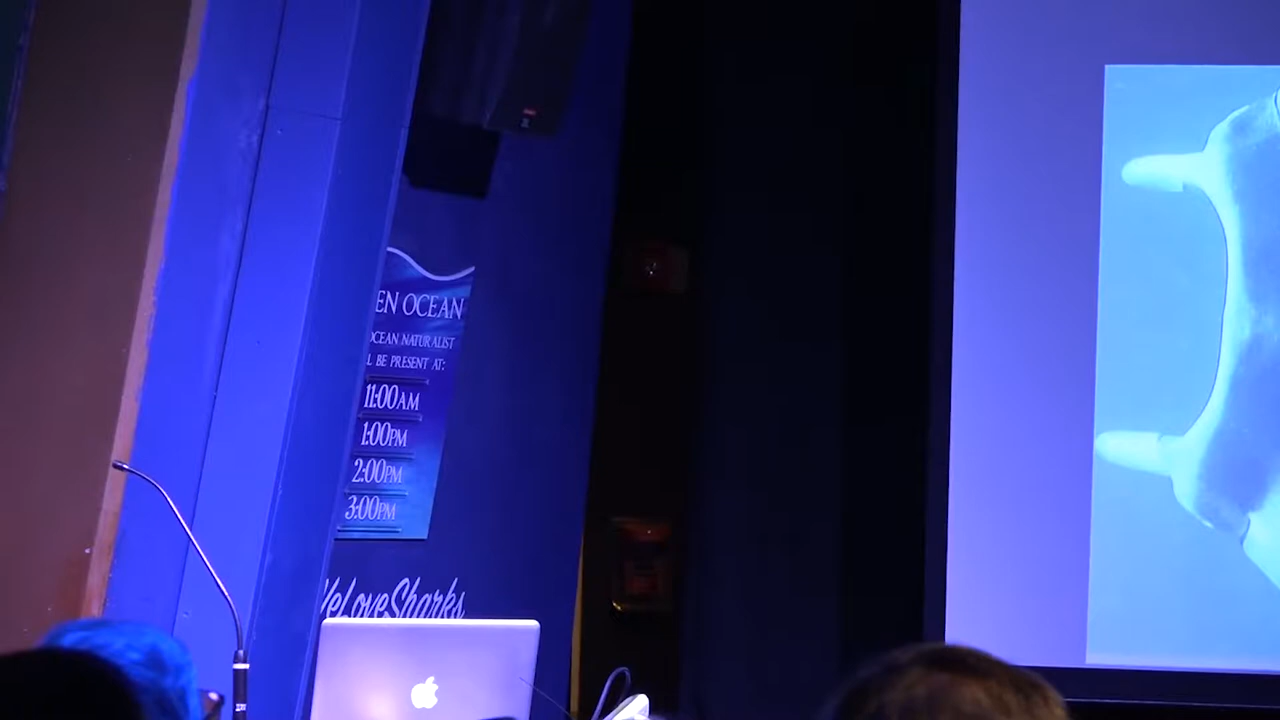 EN OCEAN
OCEAN NATURALIST
L BE PRESENT AT:
11:00AM
1:00PM
2:00PM
3:00PM
eLoveSharks